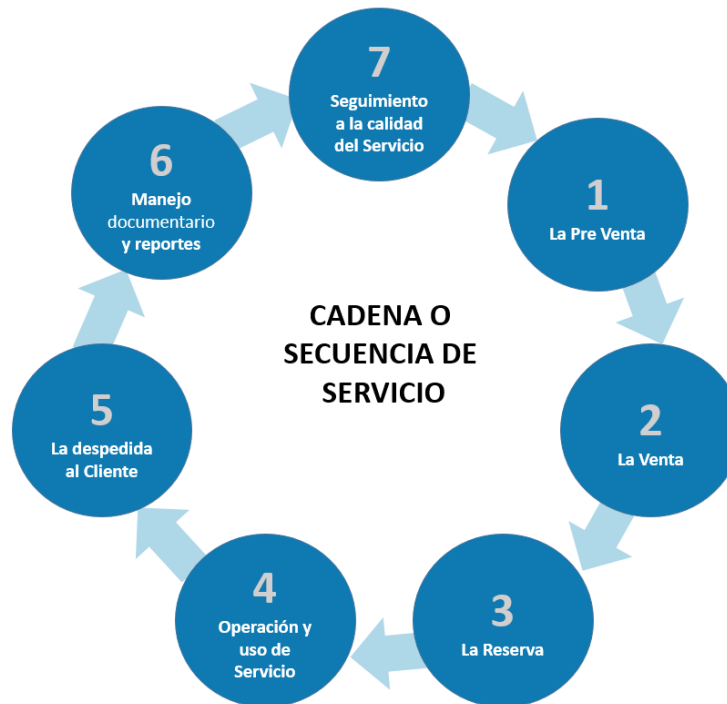 7
Seguimiento
a la calidad
del Servicio
1
La Pre Venta
2
La Venta
3
La Reserva
4
Operación y
uso de
Servicio
5
La despedida
al Cliente
6
Manejo
documentario
y reportes
CADENA O
SECUENCIA DE
SERVICIO